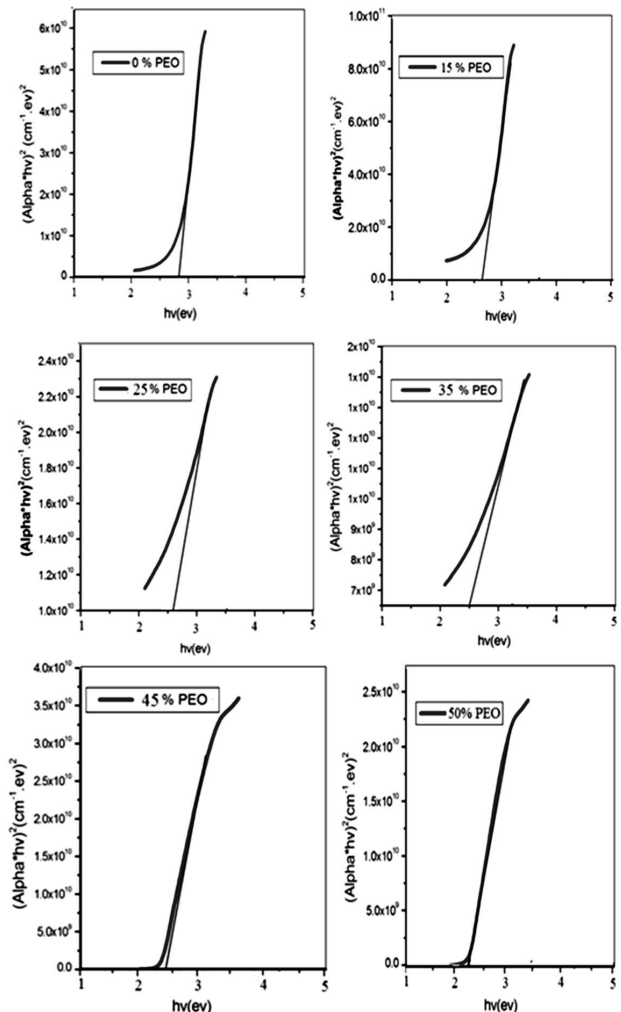 0 % PEO
(Alpha*hv)² (cm⁻¹.ev)²
6x10¹⁰
5x10¹⁰
4x10¹⁰
3x10¹⁰
2x10¹⁰
1x10¹⁰
0
1 2 3 4 5
hv(ev)
15 % PEO
(Alpha*hv)²(cm⁻¹.ev)²
1.0x10¹¹
8.0x10¹⁰
6.0x10¹⁰
4.0x10¹⁰
2.0x10¹⁰
0.0
1 2 3 4 5
hv(ev)
25 % PEO
(Alpha*hv)²(cm⁻¹.ev)²
2.4x10¹⁰
2.2x10¹⁰
2.0x10¹⁰
1.8x10¹⁰
1.6x10¹⁰
1.4x10¹⁰
1.2x10¹⁰
1.0x10¹⁰
1 2 3 4 5
hv(ev)
35 % PEO
(Alpha*hv)²(cm⁻¹.ev)²
2x10¹⁰
1x10¹⁰
1x10¹⁰
1x10¹⁰
1x10¹⁰
1x10¹⁰
9x10⁹
8x10⁹
7x10⁹
1 2 3 4 5
hv(ev)
45 % PEO
(Alpha*hv)²(cm⁻¹.ev)²
4.0x10¹⁰
3.5x10¹⁰
3.0x10¹⁰
2.5x10¹⁰
2.0x10¹⁰
1.5x10¹⁰
1.0x10¹⁰
5.0x10⁹
0.0
1 2 3 4 5
hv(ev)
50% PEO
(Alpha*hv)²(cm⁻¹.ev)²
2.5x10¹⁰
2.0x10¹⁰
1.5x10¹⁰
1.0x10¹⁰
5.0x10⁹
0.0
1 2 3 4 5
hv(ev)